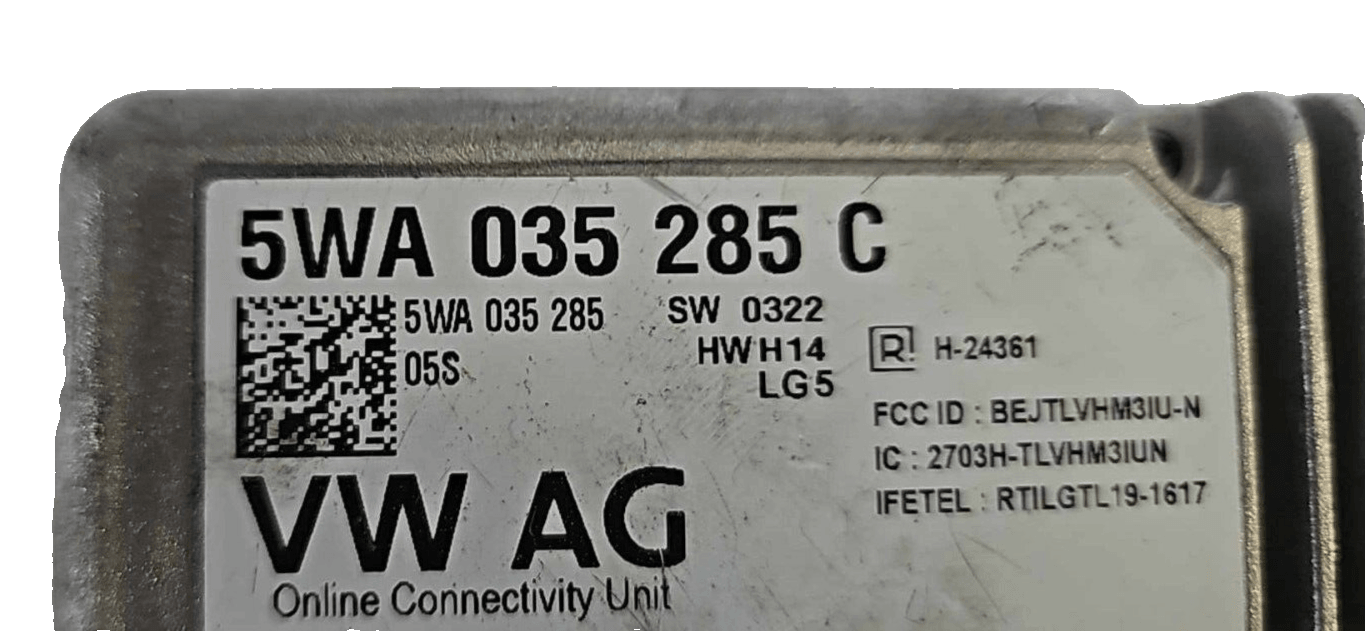 5WA 035 285 C
5WA 035 285
05S
SW 0322
HW H14
LG5
R! H-24361
FCC ID : BEJTLVHM3IU-N
IC : 2703H-TLVHM3IUN
IFETEL : RTILGTL19-1617
VW AG
Online Connectivity Unit